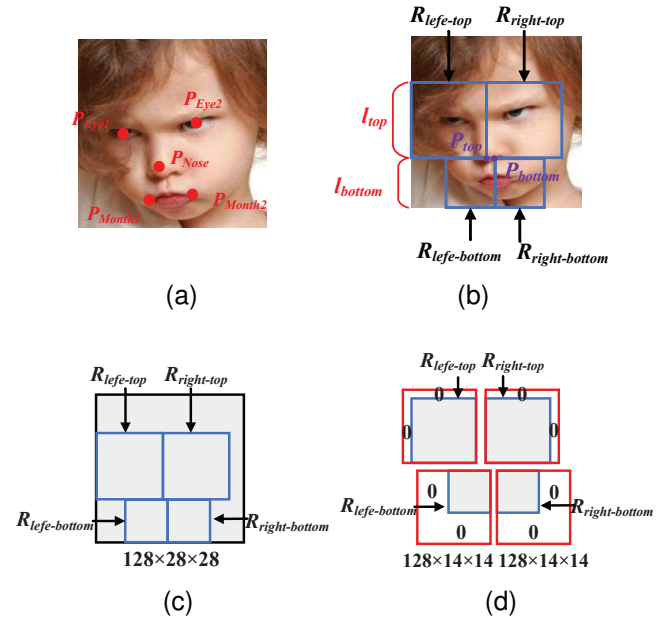 P_Eye1
P_Eye2
P_Nose
P_Month1
P_Month2
(a)
R_lefe-top
R_right-top
l_top
P_top
P_bottom
l_bottom
R_lefe-bottom
R_right-bottom
(b)
R_lefe-top
R_right-top
R_lefe-bottom
R_right-bottom
128×28×28
(c)
R_lefe-top
R_right-top
0
0
0
0
R_lefe-bottom
0
0
R_right-bottom
0
0
128×14×14
128×14×14
(d)